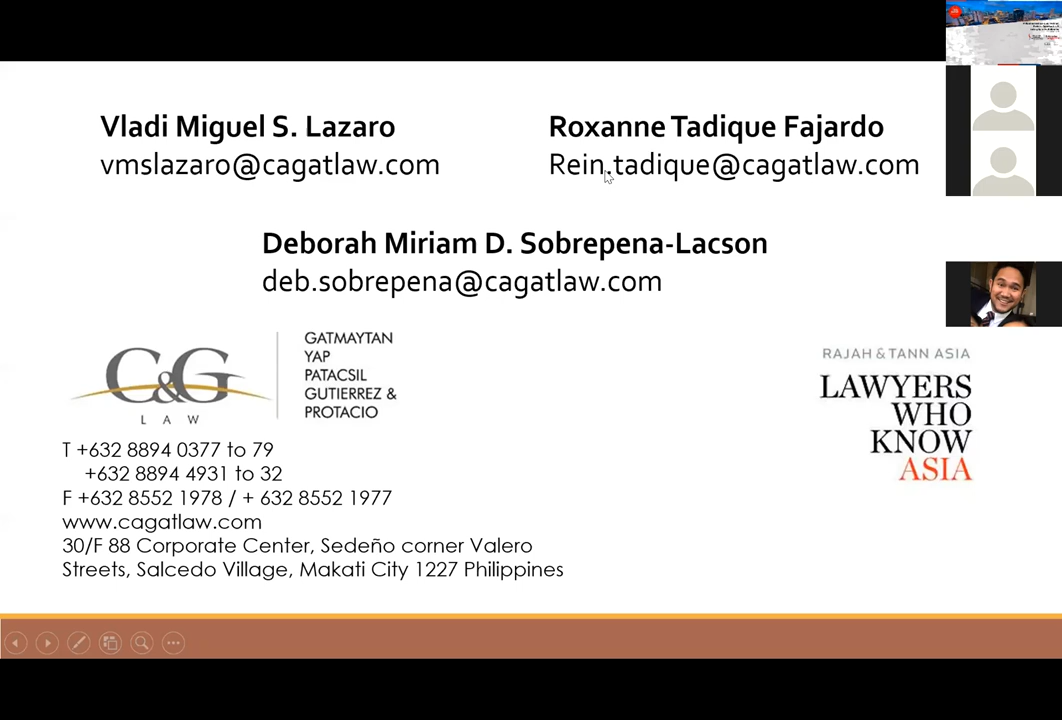 Vladi Miguel S. Lazaro
vmslazaro@cagatlaw.com
Roxanne Tadique Fajardo
Rein.tadique@cagatlaw.com
Deborah Miriam D. Sobrepena-Lacson
deb.sobrepena@cagatlaw.com
C&G
LAW
GATMAYTAN
YAP
PATACSIL
GUTIERREZ &
PROTACIO
RAJAH & TANN ASIA
LAWYERS
WHO
KNOW
ASIA
T +632 8894 0377 to 79
+632 8894 4931 to 32
F +632 8552 1978 / + 632 8552 1977
www.cagatlaw.com
30/F 88 Corporate Center, Sedeño corner Valero
Streets, Salcedo Village, Makati City 1227 Philippines